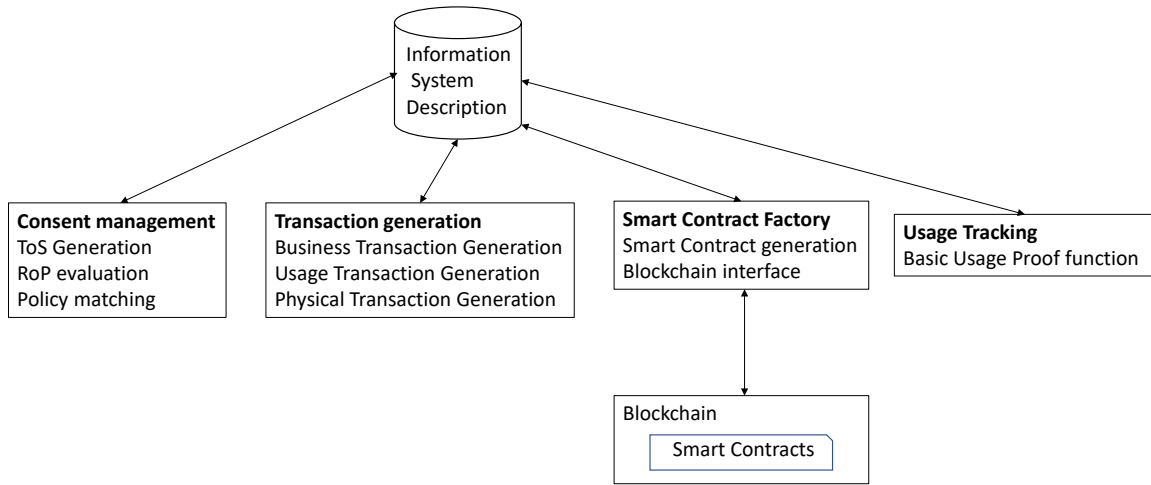 Information
System
Description
Consent management
ToS Generation
RoP evaluation
Policy matching
Transaction generation
Business Transaction Generation
Usage Transaction Generation
Physical Transaction Generation
Smart Contract Factory
Smart Contract generation
Blockchain interface
Usage Tracking
Basic Usage Proof function
Blockchain
Smart Contracts